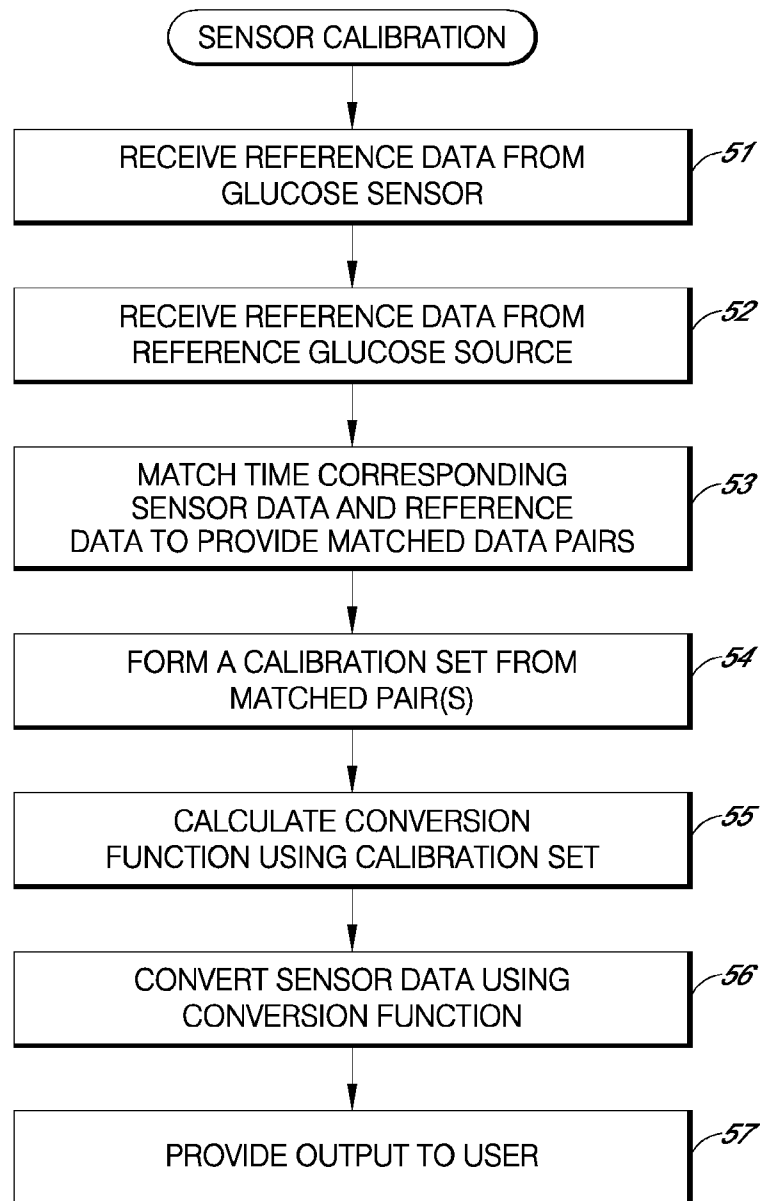 SENSOR CALIBRATION
RECEIVE REFERENCE DATA FROM
GLUCOSE SENSOR
51
RECEIVE REFERENCE DATA FROM
REFERENCE GLUCOSE SOURCE
52
MATCH TIME CORRESPONDING
SENSOR DATA AND REFERENCE
DATA TO PROVIDE MATCHED DATA PAIRS
53
FORM A CALIBRATION SET FROM
MATCHED PAIR(S)
54
CALCULATE CONVERSION
FUNCTION USING CALIBRATION SET
55
CONVERT SENSOR DATA USING
CONVERSION FUNCTION
56
PROVIDE OUTPUT TO USER
57